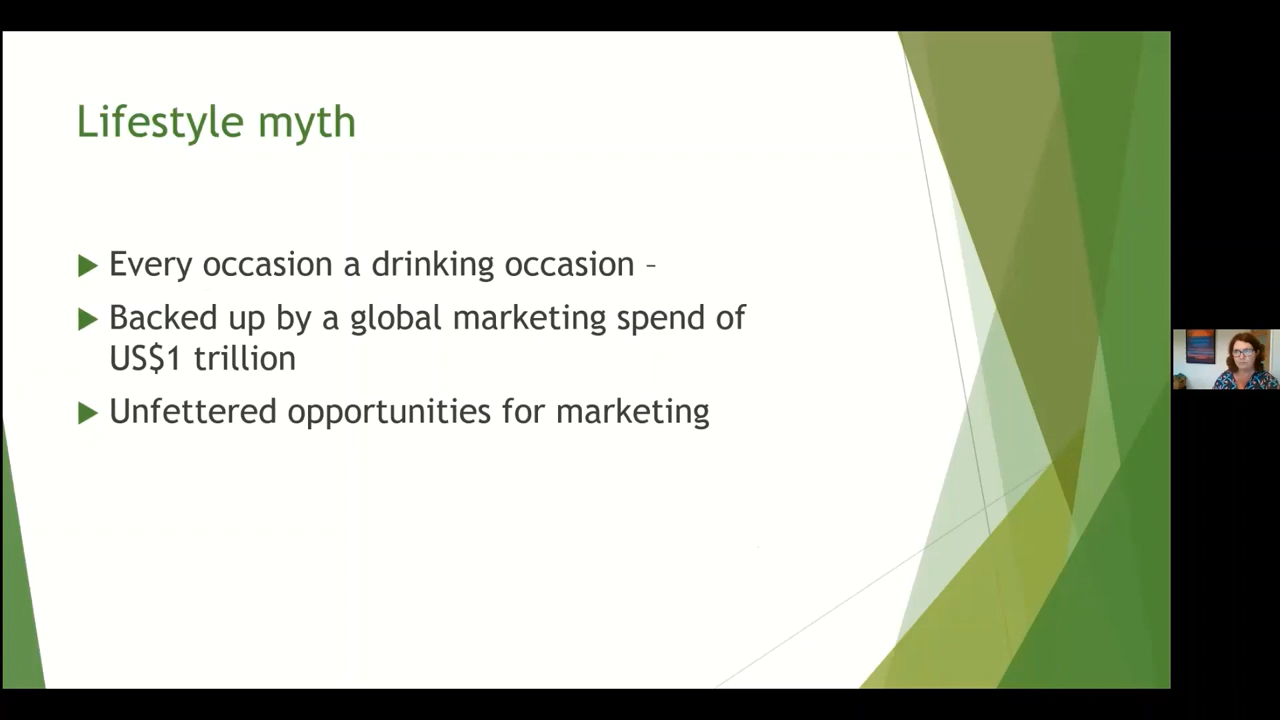 Lifestyle myth
Every occasion a drinking occasion –
Backed up by a global marketing spend of
US$1 trillion
Unfettered opportunities for marketing